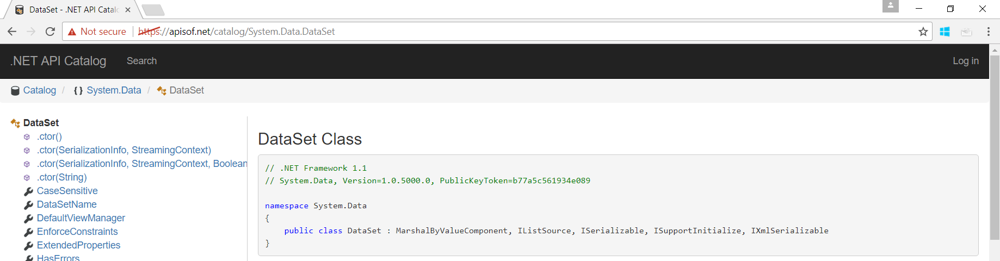 DataSet - .NET API Catalo
Not secure https://apisof.net/catalog/System.Data.DataSet
.NET API Catalog Search Log in
Catalog / { } System.Data / DataSet
DataSet
.ctor()
.ctor(SerializationInfo, StreamingContext)
.ctor(SerializationInfo, StreamingContext, Boolean
.ctor(String)
CaseSensitive
DataSetName
DefaultViewManager
EnforceConstraints
ExtendedProperties
HasErrors
DataSet Class
// .NET Framework 1.1
// System.Data, Version=1.0.5000.0, PublicKeyToken=b77a5c561934e089
namespace System.Data
{
public class DataSet : MarshalByValueComponent, IListSource, ISerializable, ISupportInitialize, IXmlSerializable
}